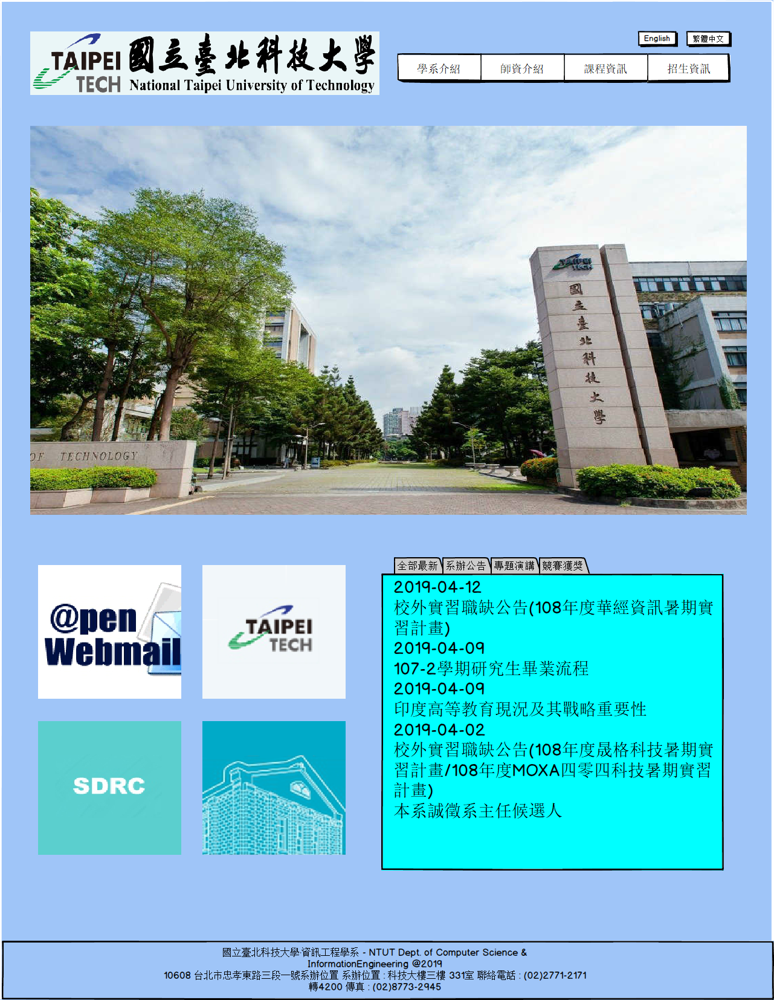 TAIPEI
TECH
國立臺北科技大學
National Taipei University of Technology
English
繁體中文
學系介紹
師資介紹
課程資訊
招生資訊
TAIPEI
TECH
國立臺北科技大學
OF TECHNOLOGY
@pen
Webmail
TAIPEI
TECH
SDRC
全部最新
系辦公告
專題演講
競賽獲獎
2019-04-12
校外實習職缺公告(108年度華經資訊暑期實
習計畫)
2019-04-09
107-2學期研究生畢業流程
2019-04-09
印度高等教育現況及其戰略重要性
2019-04-02
校外實習職缺公告(108年度晟格科技暑期實
習計畫/108年度MOXA四零四科技暑期實習
計畫)
本系誠徵系主任候選人
國立臺北科技大學·資訊工程學系 - NTUT Dept. of Computer Science &
InformationEngineering @2019
10608 台北市忠孝東路三段一號系辦位置 系辦位置 : 科技大樓三樓 331室 聯絡電話 : (02)2771-2171
轉4200 傳真 : (02)8773-2945